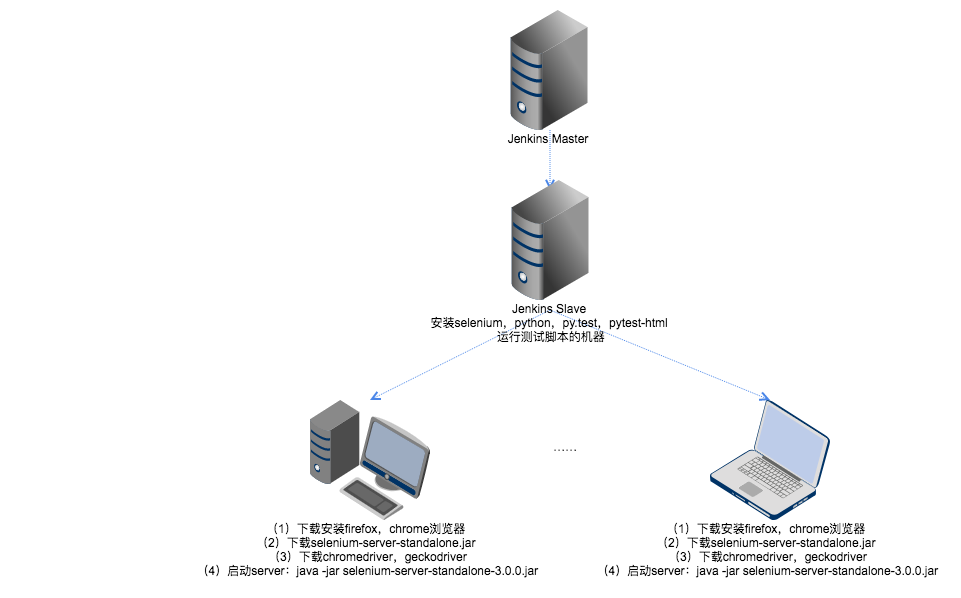 Jenkins Master
Jenkins Slave
安装selenium，python，py.test，pytest-html
运行测试脚本的机器
……
（1）下载安装firefox，chrome浏览器
（2）下载selenium-server-standalone.jar
（3）下载chromedriver，geckodriver
（4）启动server：java -jar selenium-server-standalone-3.0.0.jar
（1）下载安装firefox，chrome浏览器
（2）下载selenium-server-standalone.jar
（3）下载chromedriver，geckodriver
（4）启动server：java -jar selenium-server-standalone-3.0.0.jar